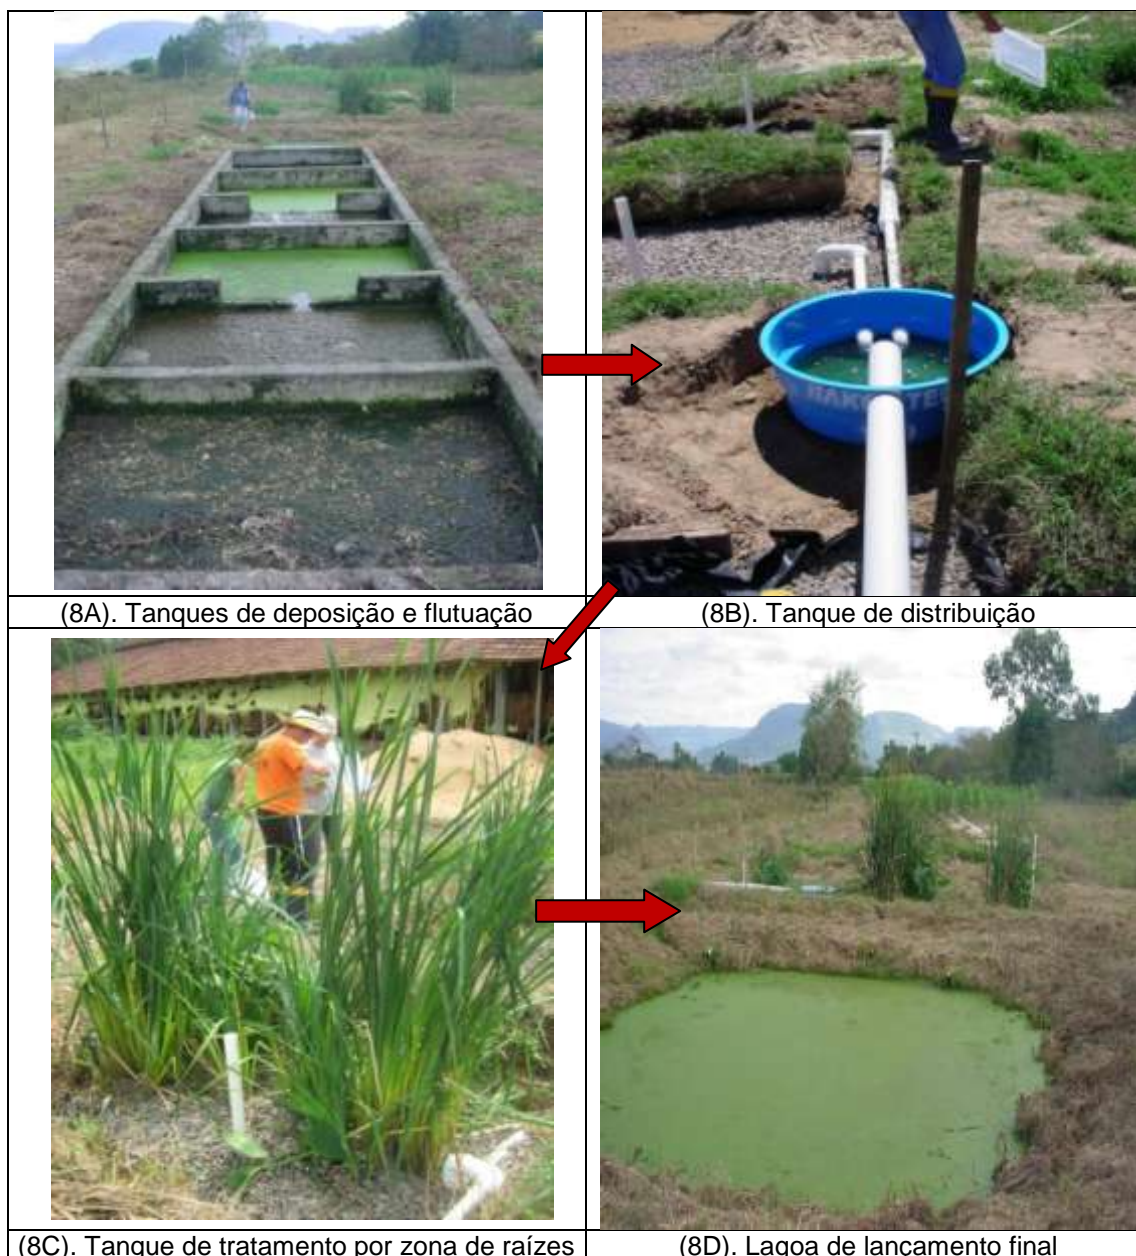 (8A). Tanques de deposição e flutuação
(8B). Tanque de distribuição
(8C). Tanque de tratamento por zona de raízes
(8D). Lagoa de lançamento final